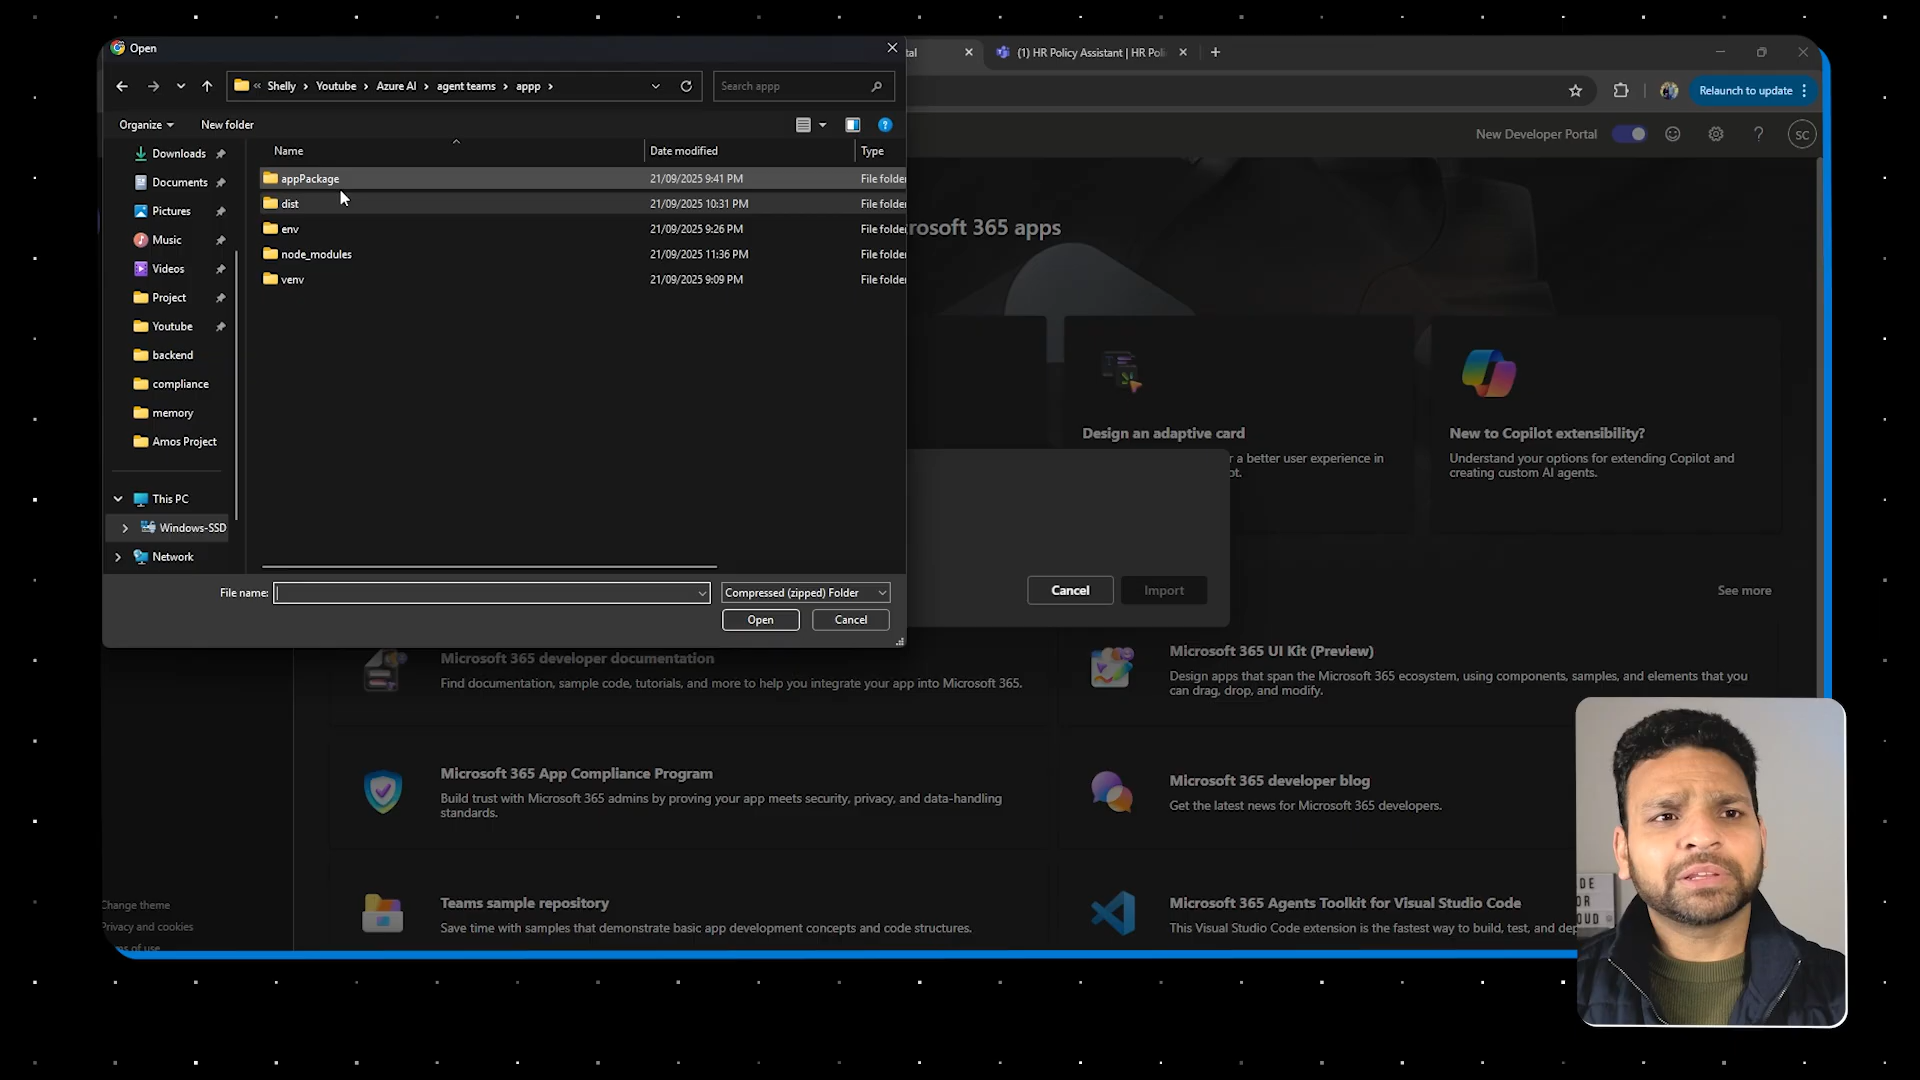 Open
tal
(1) HR Policy Assistant | HR Pol
Shelly
Youtube
Azure AI
agent teams
appp
Search appp
Relaunch to update
Organize
New folder
New Developer Portal
SC
Downloads
Documents
Pictures
Music
Videos
Project
Youtube
backend
compliance
memory
Amos Project
This PC
Windows-SSD
Network
Name
Date modified
Type
appPackage
21/09/2025 9:41 PM
File folder
dist
21/09/2025 10:31 PM
File folder
env
21/09/2025 9:26 PM
File folder
node_modules
21/09/2025 11:36 PM
File folder
venv
21/09/2025 9:09 PM
File folder
File name:
Compressed (zipped) Folder
Open
Cancel
rosoft 365 apps
Design an adaptive card
r a better user experience in
ot.
New to Copilot extensibility?
Understand your options for extending Copilot and
creating custom AI agents.
Cancel
Import
See more
Microsoft 365 developer documentation
Find documentation, sample code, tutorials, and more to help you integrate your app into Microsoft 365.
Microsoft 365 UI Kit (Preview)
Design apps that span the Microsoft 365 ecosystem, using components, samples, and elements that you
can drag, drop, and modify.
Microsoft 365 App Compliance Program
Build trust with Microsoft 365 admins by proving your app meets security, privacy, and data-handling
standards.
Microsoft 365 developer blog
Get the latest news for Microsoft 365 developers.
Teams sample repository
Save time with samples that demonstrate basic app development concepts and code structures.
Microsoft 365 Agents Toolkit for Visual Studio Code
This Visual Studio Code extension is the fastest way to build, test, and dep
Change theme
Privacy and cookies
ms of use
DE
OR
OUD